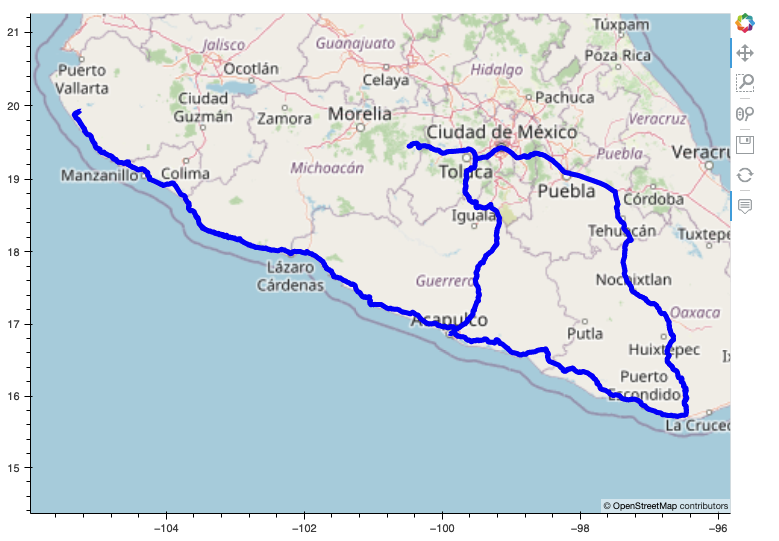 21
20
19
18
17
16
15
Túxpam
Jalisco
Guanajuato
Puerto
Vallarta
Ocotlán
Celaya
Hidalgo
Póza Rica
Ciudad
Guzmán
Zamora
Morelia
Pachuca
Ciudad de México
Veracruz
Manzanillo
Colima
Michoacán
Toluca
Puebla
Puebla
Veracru
Iguala
Córdoba
Tehuacán
Tuxtepe
Lázaro
Cárdenas
Guerrero
Nochixtlan
Acapulco
Oaxaca
Putla
Huixtepec
Puerto
Escondido
La Cruce
© OpenStreetMap contributors
−104
−102
−100
−98
−96